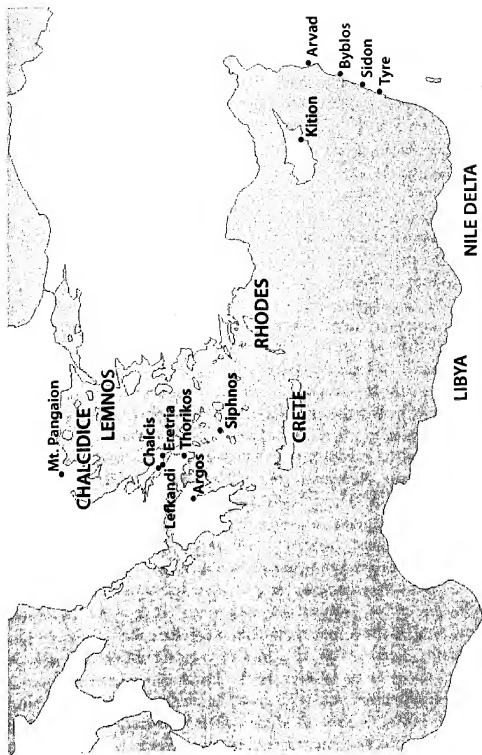 Mt. Pangaion
CHALCIDICE
LEMNOS
Chalcis
Eretria
Lefkandi
Thorikos
Argos
Siphnos
RHODES
CRETE
Kition
Arvad
Byblos
Sidon
Tyre
LIBYA
NILE DELTA